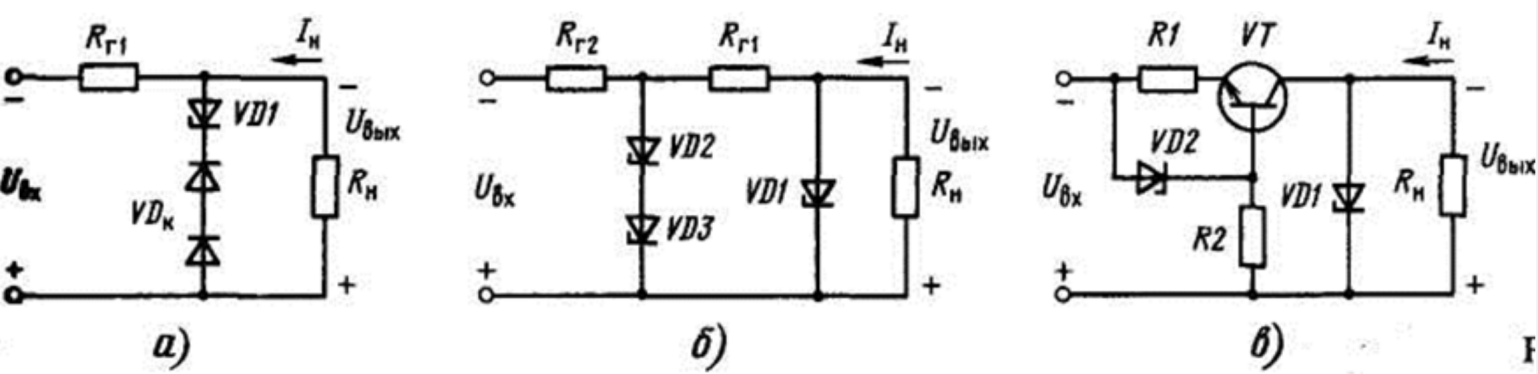 Rг1
Iн
−
VD1
−
Uвых
Uвх
VDк
Rн
+
+
а)
Rг2
Rг1
Iн
−
−
VD2
Uвых
Uвх
VD1
Rн
VD3
+
+
б)
R1
VT
Iн
−
−
VD2
Uвых
Uвх
VD1
Rн
R2
+
+
в)